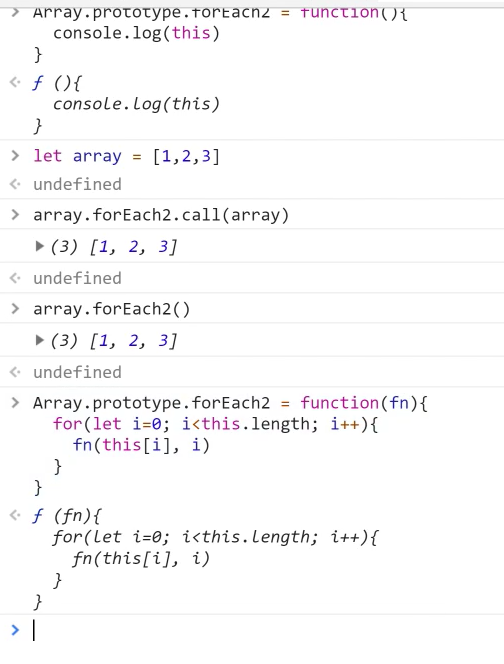 Array.prototype.forEach2 = function(){
console.log(this)
}
f (){
console.log(this)
}
let array = [1,2,3]
undefined
array.forEach2.call(array)
(3) [1, 2, 3]
undefined
array.forEach2()
(3) [1, 2, 3]
undefined
Array.prototype.forEach2 = function(fn){
for(let i=0; i<this.length; i++){
fn(this[i], i)
}
}
f (fn){
for(let i=0; i<this.length; i++){
fn(this[i], i)
}
}